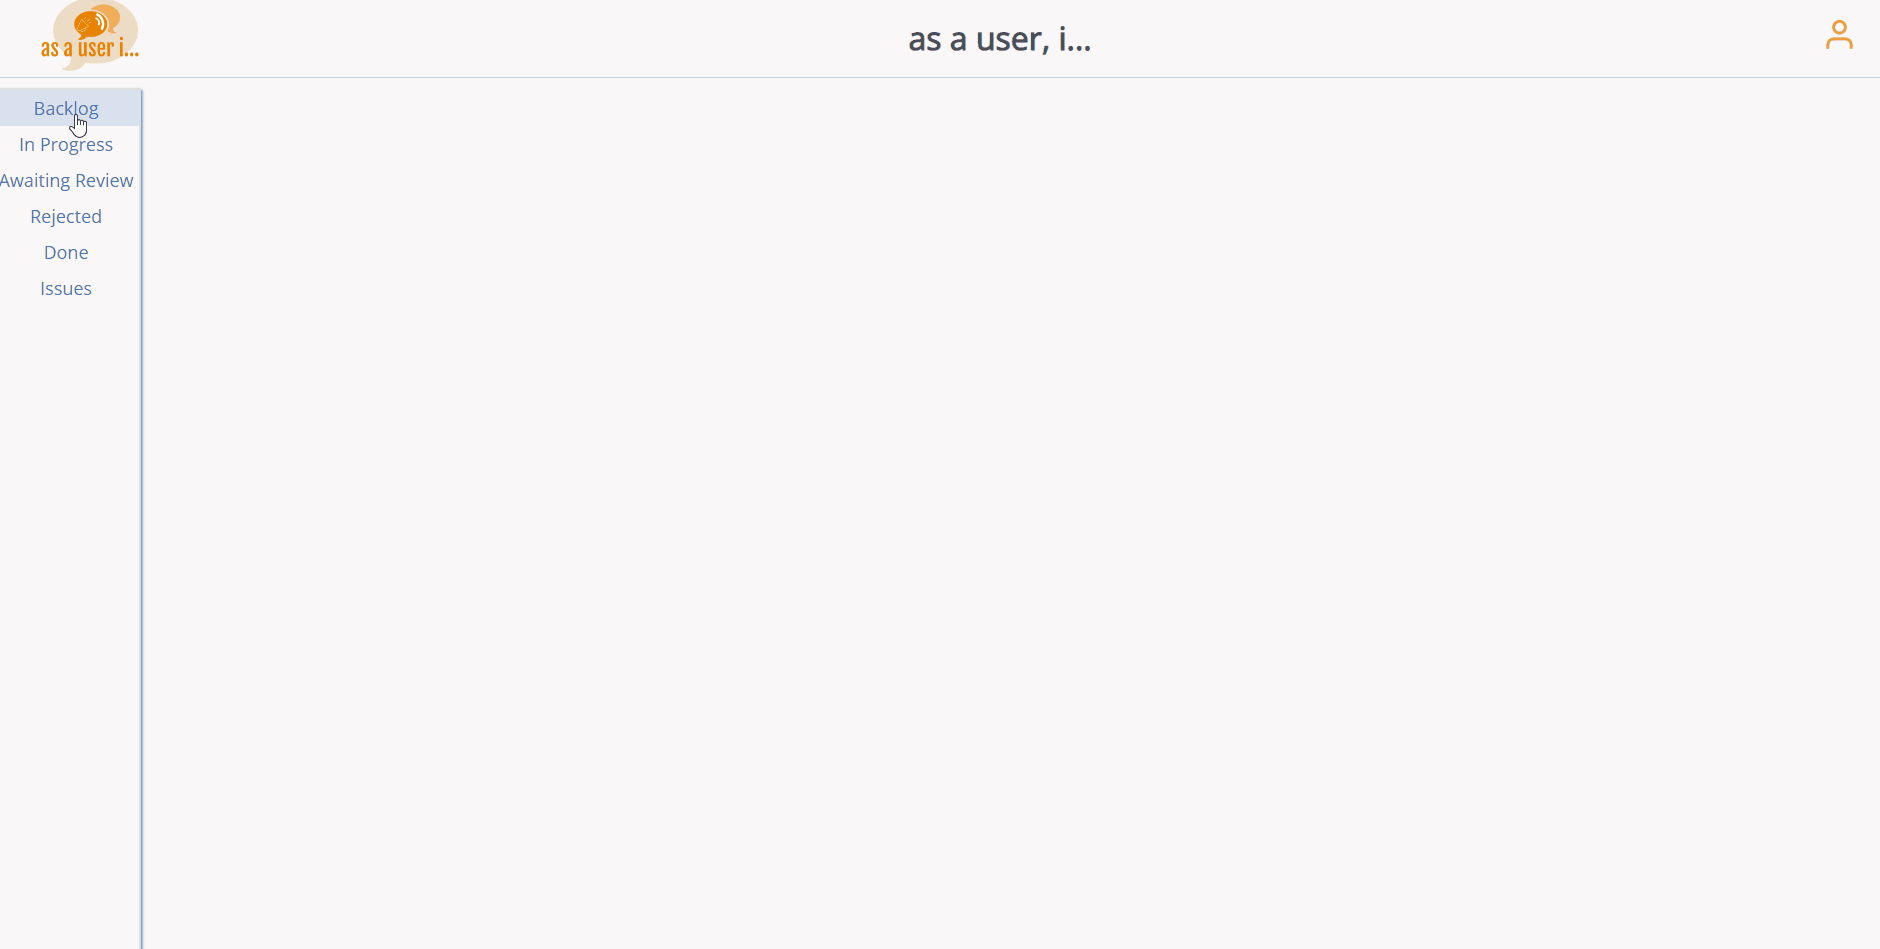 as a user i...
as a user, i...
Backlog
In Progress
Awaiting Review
Rejected
Done
Issues